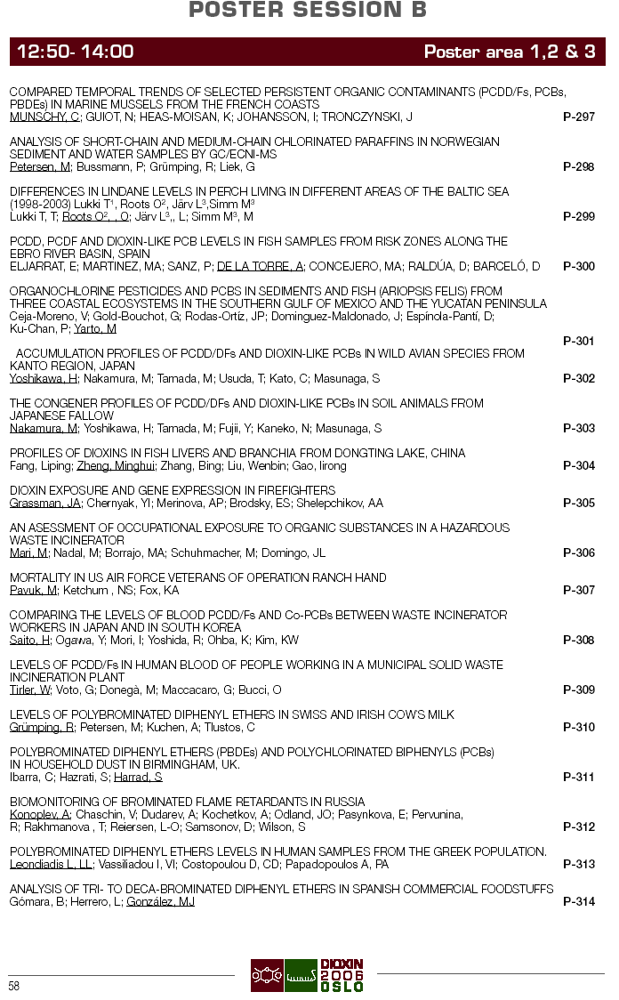 POSTER SESSION B
12:50- 14:00 Poster area 1,2 & 3
COMPARED TEMPORAL TRENDS OF SELECTED PERSISTENT ORGANIC CONTAMINANTS (PCDD/Fs, PCBs,
PBDEs) IN MARINE MUSSELS FROM THE FRENCH COASTS
MUNSCHY, C; GUIOT, N; HEAS-MOISAN, K; JOHANSSON, I; TRONCZYNSKI, J P-297
ANALYSIS OF SHORT-CHAIN AND MEDIUM-CHAIN CHLORINATED PARAFFINS IN NORWEGIAN
SEDIMENT AND WATER SAMPLES BY GC/ECNI-MS
Petersen, M; Bussmann, P; Grümping, R; Liek, G P-298
DIFFERENCES IN LINDANE LEVELS IN PERCH LIVING IN DIFFERENT AREAS OF THE BALTIC SEA
(1998-2003) Lukki T¹, Roots O², Järv L³,Simm M³
Lukki T, T; Roots O², , O; Järv L³,, L; Simm M³, M P-299
PCDD, PCDF AND DIOXIN-LIKE PCB LEVELS IN FISH SAMPLES FROM RISK ZONES ALONG THE
EBRO RIVER BASIN, SPAIN
ELJARRAT, E; MARTINEZ, MA; SANZ, P; DE LA TORRE, A; CONCEJERO, MA; RALDÚA, D; BARCELÓ, D P-300
ORGANOCHLORINE PESTICIDES AND PCBS IN SEDIMENTS AND FISH (ARIOPSIS FELIS) FROM
THREE COASTAL ECOSYSTEMS IN THE SOUTHERN GULF OF MEXICO AND THE YUCATAN PENINSULA
Ceja-Moreno, V; Gold-Bouchot, G; Rodas-Ortíz, JP; Dominguez-Maldonado, J; Espínola-Pantí, D;
Ku-Chan, P; Yarto, M
P-301
ACCUMULATION PROFILES OF PCDD/DFs AND DIOXIN-LIKE PCBs IN WILD AVIAN SPECIES FROM
KANTO REGION, JAPAN
Yoshikawa, H; Nakamura, M; Tamada, M; Usuda, T; Kato, C; Masunaga, S P-302
THE CONGENER PROFILES OF PCDD/DFs AND DIOXIN-LIKE PCBs IN SOIL ANIMALS FROM
JAPANESE FALLOW
Nakamura, M; Yoshikawa, H; Tamada, M; Fujii, Y; Kaneko, N; Masunaga, S P-303
PROFILES OF DIOXINS IN FISH LIVERS AND BRANCHIA FROM DONGTING LAKE, CHINA
Fang, Liping; Zheng, Minghui; Zhang, Bing; Liu, Wenbin; Gao, lirong P-304
DIOXIN EXPOSURE AND GENE EXPRESSION IN FIREFIGHTERS
Grassman, JA; Chernyak, YI; Merinova, AP; Brodsky, ES; Shelepchikov, AA P-305
AN ASESSMENT OF OCCUPATIONAL EXPOSURE TO ORGANIC SUBSTANCES IN A HAZARDOUS
WASTE INCINERATOR
Mari, M; Nadal, M; Borrajo, MA; Schuhmacher, M; Domingo, JL P-306
MORTALITY IN US AIR FORCE VETERANS OF OPERATION RANCH HAND
Pavuk, M; Ketchum , NS; Fox, KA P-307
COMPARING THE LEVELS OF BLOOD PCDD/Fs AND Co-PCBs BETWEEN WASTE INCINERATOR
WORKERS IN JAPAN AND IN SOUTH KOREA
Saito, H; Ogawa, Y; Mori, I; Yoshida, R; Ohba, K; Kim, KW P-308
LEVELS OF PCDD/Fs IN HUMAN BLOOD OF PEOPLE WORKING IN A MUNICIPAL SOLID WASTE
INCINERATION PLANT
Tirler, W; Voto, G; Donegà, M; Maccacaro, G; Bucci, O P-309
LEVELS OF POLYBROMINATED DIPHENYL ETHERS IN SWISS AND IRISH COW'S MILK
Grümping, R; Petersen, M; Kuchen, A; Tlustos, C P-310
POLYBROMINATED DIPHENYL ETHERS (PBDEs) AND POLYCHLORINATED BIPHENYLS (PCBs)
IN HOUSEHOLD DUST IN BIRMINGHAM, UK.
Ibarra, C; Hazrati, S; Harrad, S P-311
BIOMONITORING OF BROMINATED FLAME RETARDANTS IN RUSSIA
Konoplev, A; Chaschin, V; Dudarev, A; Kochetkov, A; Odland, JO; Pasynkova, E; Pervunina,
R; Rakhmanova , T; Reiersen, L-O; Samsonov, D; Wilson, S P-312
POLYBROMINATED DIPHENYL ETHERS LEVELS IN HUMAN SAMPLES FROM THE GREEK POPULATION.
Leondiadis L, LL; Vassiliadou I, VI; Costopoulou D, CD; Papadopoulos A, PA P-313
ANALYSIS OF TRI- TO DECA-BROMINATED DIPHENYL ETHERS IN SPANISH COMMERCIAL FOODSTUFFS
Gómara, B; Herrero, L; González, MJ P-314
DIOXIN
2006
OSLO
58